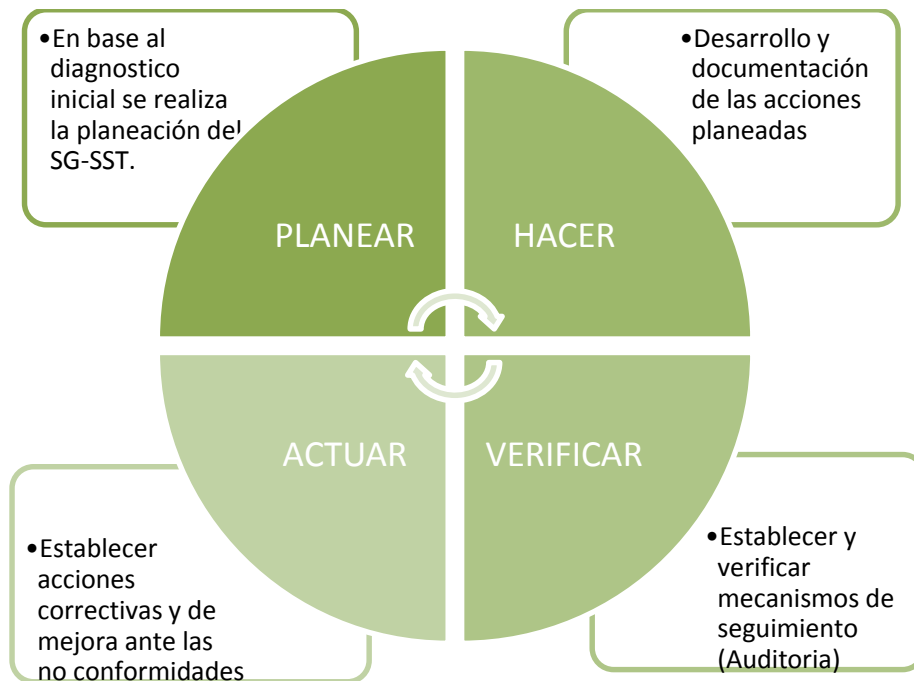 •En base al
diagnostico
inicial se realiza
la planeación del
SG-SST.
•Desarrollo y
documentación
de las acciones
planeadas
PLANEAR
HACER
ACTUAR
VERIFICAR
•Establecer
acciones
correctivas y de
mejora ante las
no conformidades
•Establecer y
verificar
mecanismos de
seguimiento
(Auditoria)